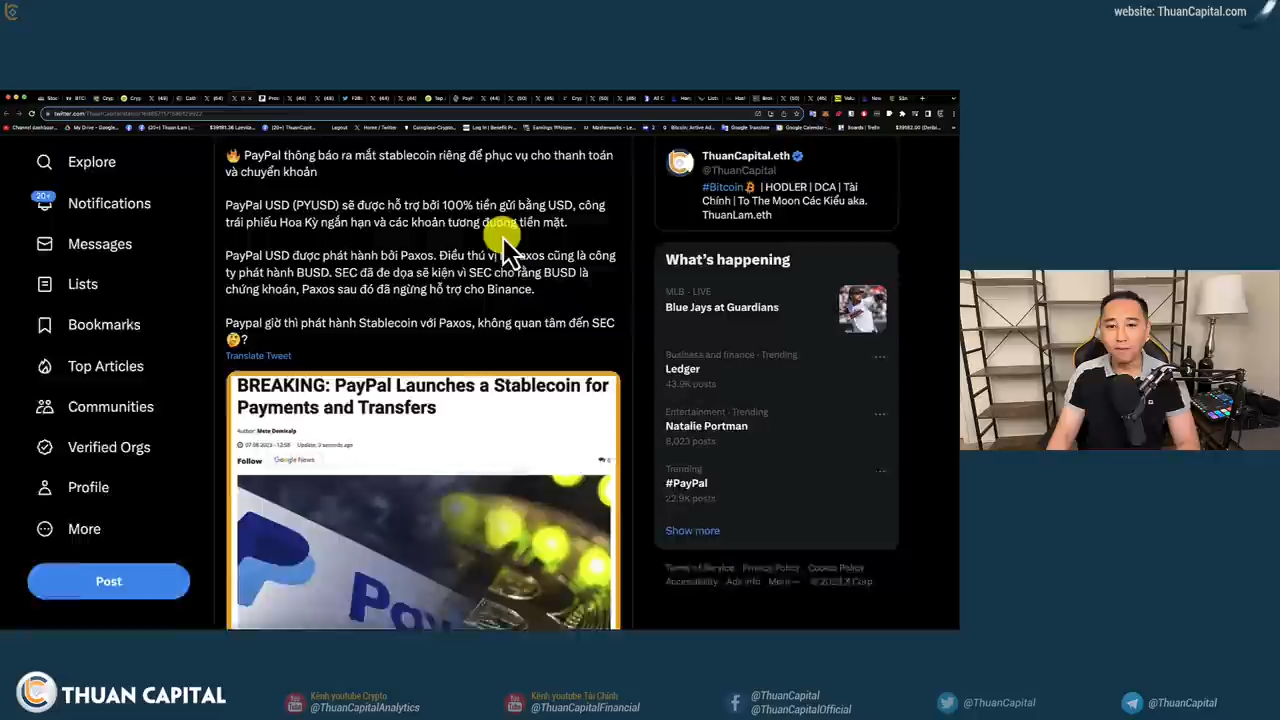 website: ThuanCapital.com
Explore
20+
Notifications
Messages
Lists
Bookmarks
Top Articles
Communities
Verified Orgs
Profile
More
Post
🔥 PayPal thông báo ra mắt stablecoin riêng để phục vụ cho thanh toán
và chuyển khoản
PayPal USD (PYUSD) sẽ được hỗ trợ bởi 100% tiền gửi bằng USD, công
trái phiếu Hoa Kỳ ngắn hạn và các khoản tương đương tiền mặt.
PayPal USD được phát hành bởi Paxos. Điều thú vị Paxos cũng là công
ty phát hành BUSD. SEC đã đe dọa sẽ kiện vì SEC cho rằng BUSD là
chứng khoán, Paxos sau đó đã ngừng hỗ trợ cho Binance.
Paypal giờ thì phát hành Stablecoin với Paxos, không quan tâm đến SEC
🤔?
Translate Tweet
BREAKING: PayPal Launches a Stablecoin for
Payments and Transfers
Author: Mete Demiralp
Follow
Google News
ThuanCapital.eth
@ThuanCapital
#Bitcoin | HODLER | DCA | Tài
Chính | To The Moon Các Kiểu aka.
ThuanLam.eth
What's happening
MLB · LIVE
Blue Jays at Guardians
Business and finance · Trending
Ledger
43.9K posts
Entertainment · Trending
Natalie Portman
8,023 posts
Trending
#PayPal
22.9K posts
Show more
Terms of Service Privacy Policy Cookie Policy
Accessibility Ads info More ··· © 2023 X Corp.
THUAN CAPITAL
Kênh youtube Crypto
@ThuanCapitalAnalytics
Kênh youtube Tài Chính
@ThuanCapitalFinancial
@ThuanCapital
@ThuanCapitalOfficial
@ThuanCapital
@ThuanCapital